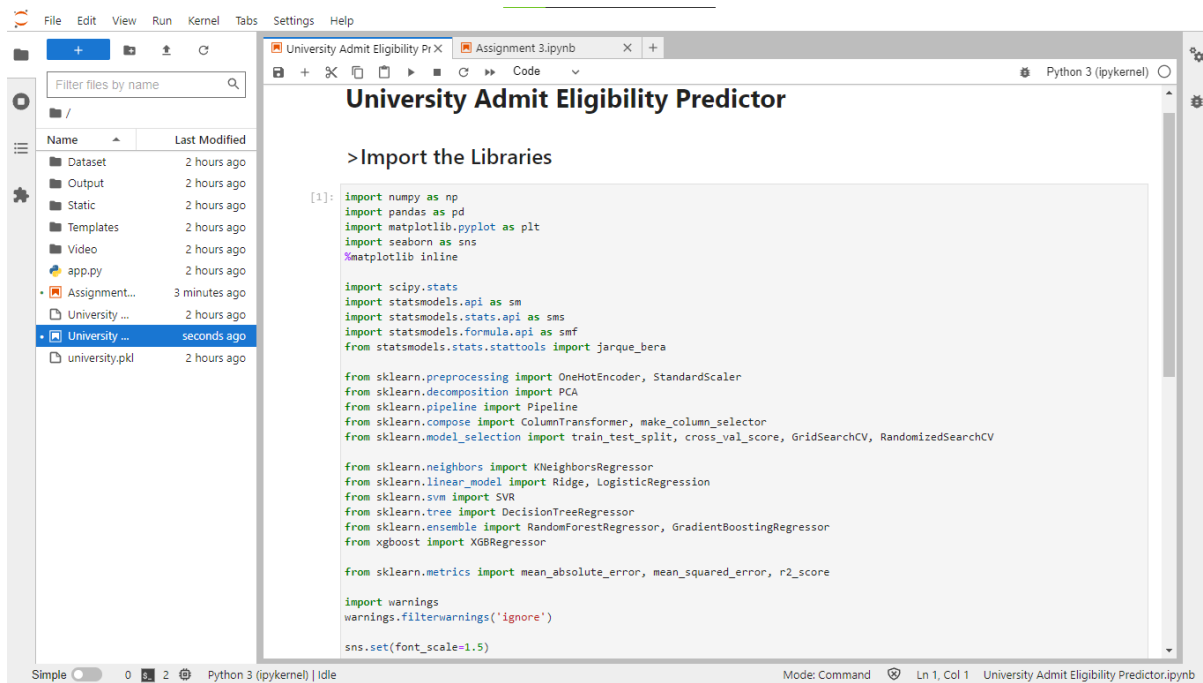 File Edit View Run Kernel Tabs Settings Help
University Admit Eligibility Pr
Assignment 3.ipynb
Code
Python 3 (ipykernel)
Filter files by name
/
Name Last Modified
Dataset 2 hours ago
Output 2 hours ago
Static 2 hours ago
Templates 2 hours ago
Video 2 hours ago
app.py 2 hours ago
Assignment... 3 minutes ago
University ... 2 hours ago
University ... seconds ago
university.pkl 2 hours ago
University Admit Eligibility Predictor
>Import the Libraries
[1]: import numpy as np
import pandas as pd
import matplotlib.pyplot as plt
import seaborn as sns
%matplotlib inline
import scipy.stats
import statsmodels.api as sm
import statsmodels.stats.api as sms
import statsmodels.formula.api as smf
from statsmodels.stats.stattools import jarque_bera
from sklearn.preprocessing import OneHotEncoder, StandardScaler
from sklearn.decomposition import PCA
from sklearn.pipeline import Pipeline
from sklearn.compose import ColumnTransformer, make_column_selector
from sklearn.model_selection import train_test_split, cross_val_score, GridSearchCV, RandomizedSearchCV
from sklearn.neighbors import KNeighborsRegressor
from sklearn.linear_model import Ridge, LogisticRegression
from sklearn.svm import SVR
from sklearn.tree import DecisionTreeRegressor
from sklearn.ensemble import RandomForestRegressor, GradientBoostingRegressor
from xgboost import XGBRegressor
from sklearn.metrics import mean_absolute_error, mean_squared_error, r2_score
import warnings
warnings.filterwarnings('ignore')
sns.set(font_scale=1.5)
Simple 0 2 Python 3 (ipykernel) | Idle Mode: Command Ln 1, Col 1 University Admit Eligibility Predictor.ipynb